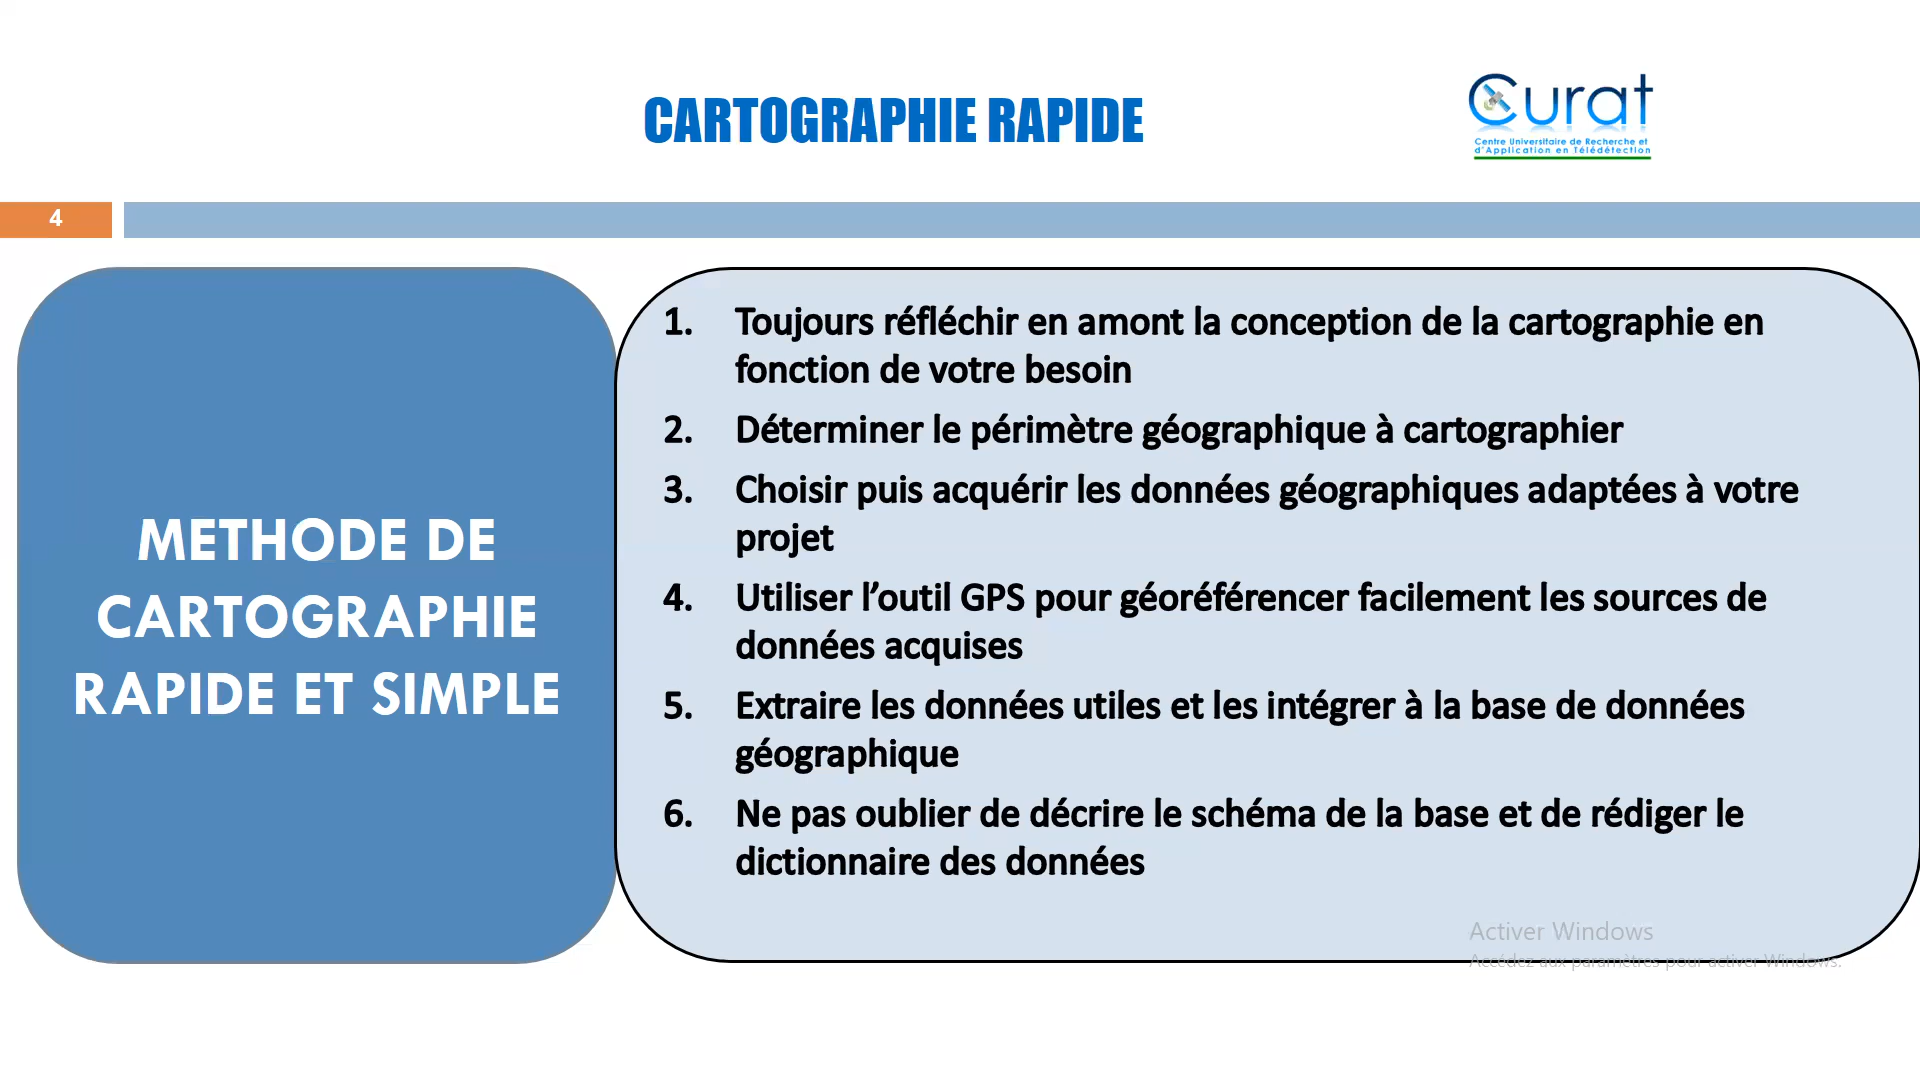 CARTOGRAPHIE RAPIDE
Curat
Centre Universitaire de Recherche et
d'Application en Télédétection
4
METHODE DE
CARTOGRAPHIE
RAPIDE ET SIMPLE
1. Toujours réfléchir en amont la conception de la cartographie en
fonction de votre besoin
2. Déterminer le périmètre géographique à cartographier
3. Choisir puis acquérir les données géographiques adaptées à votre
projet
4. Utiliser l’outil GPS pour géoréférencer facilement les sources de
données acquises
5. Extraire les données utiles et les intégrer à la base de données
géographique
6. Ne pas oublier de décrire le schéma de la base et de rédiger le
dictionnaire des données
Activer Windows
Accédez aux paramètres pour activer Windows.